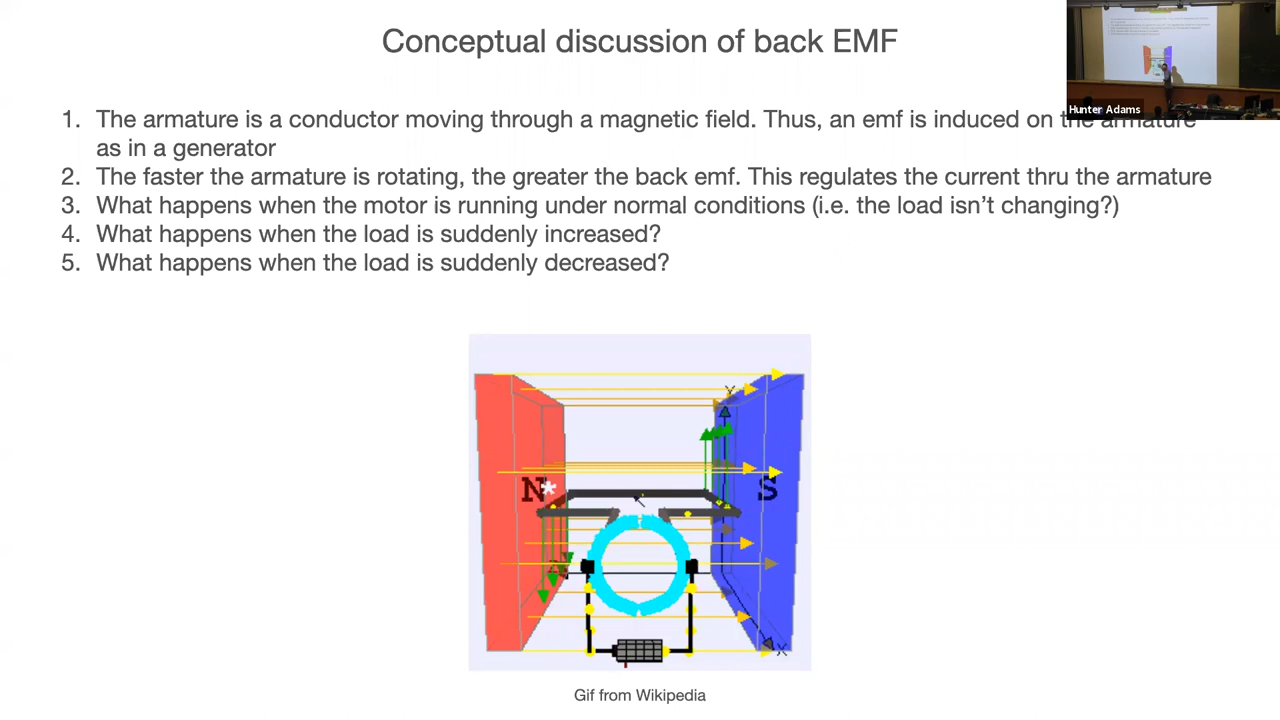 Conceptual discussion of back EMF
Hunter Adams
1. The armature is a conductor moving through a magnetic field. Thus, an emf is induced on the armature
as in a generator
2. The faster the armature is rotating, the greater the back emf. This regulates the current thru the armature
3. What happens when the motor is running under normal conditions (i.e. the load isn’t changing?)
4. What happens when the load is suddenly increased?
5. What happens when the load is suddenly decreased?
Y
N*
S
X
Gif from Wikipedia